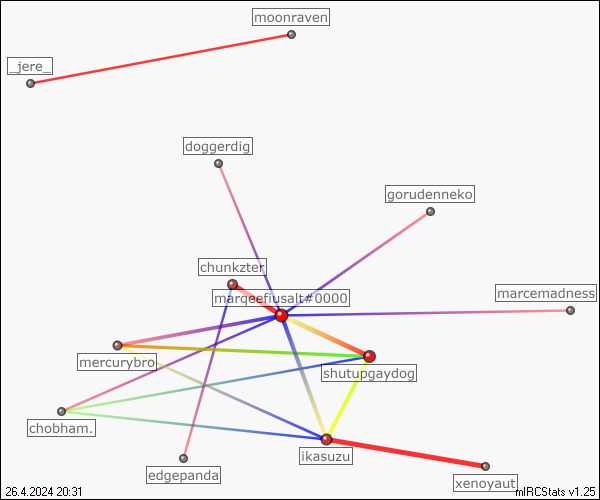 moonraven
_jere_
doggerdig
gorudenneko
chunkzter
marqeefiusalt#0000
marcemadness
mercurybro
shutupgaydog
chobham.
ikasuzu
edgepanda
xenoyaut
26.4.2024 20:31
mIRCStats v1.25